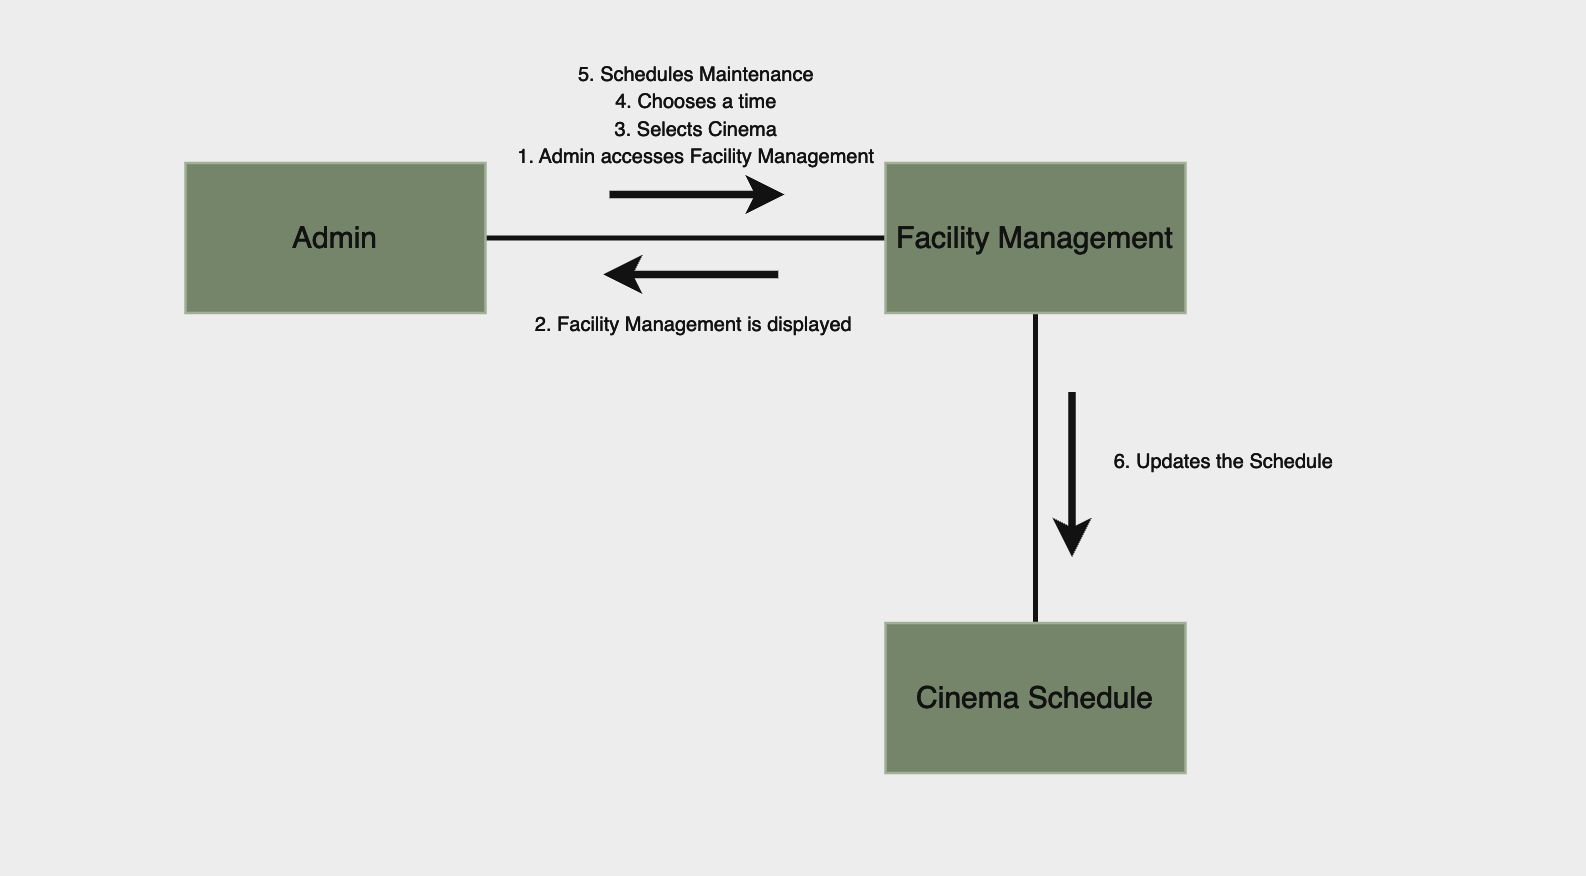 5. Schedules Maintenance
4. Chooses a time
3. Selects Cinema
1. Admin accesses Facility Management
Admin
Facility Management
2. Facility Management is displayed
6. Updates the Schedule
Cinema Schedule